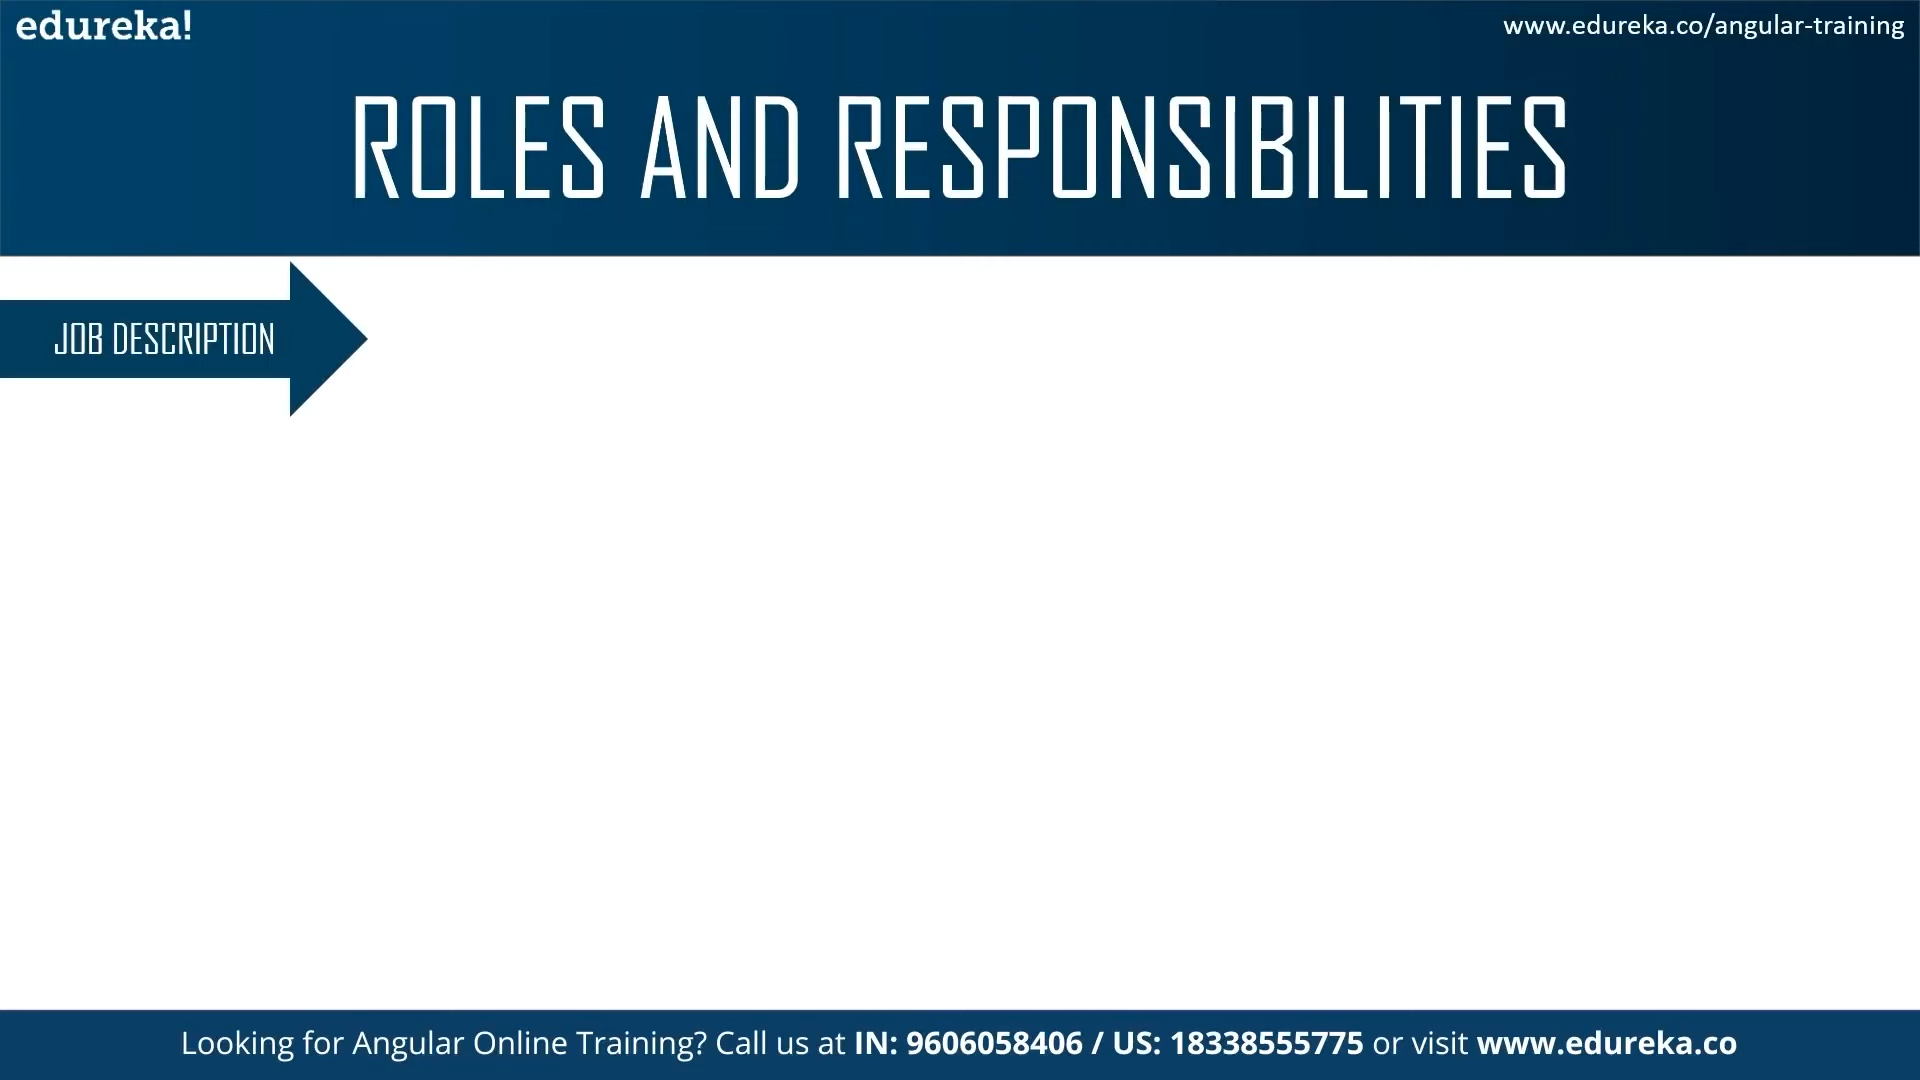 edureka!
www.edureka.co/angular-training
ROLES AND RESPONSIBILITIES
JOB DESCRIPTION
Looking for Angular Online Training? Call us at IN: 9606058406 / US: 18338555775 or visit www.edureka.co